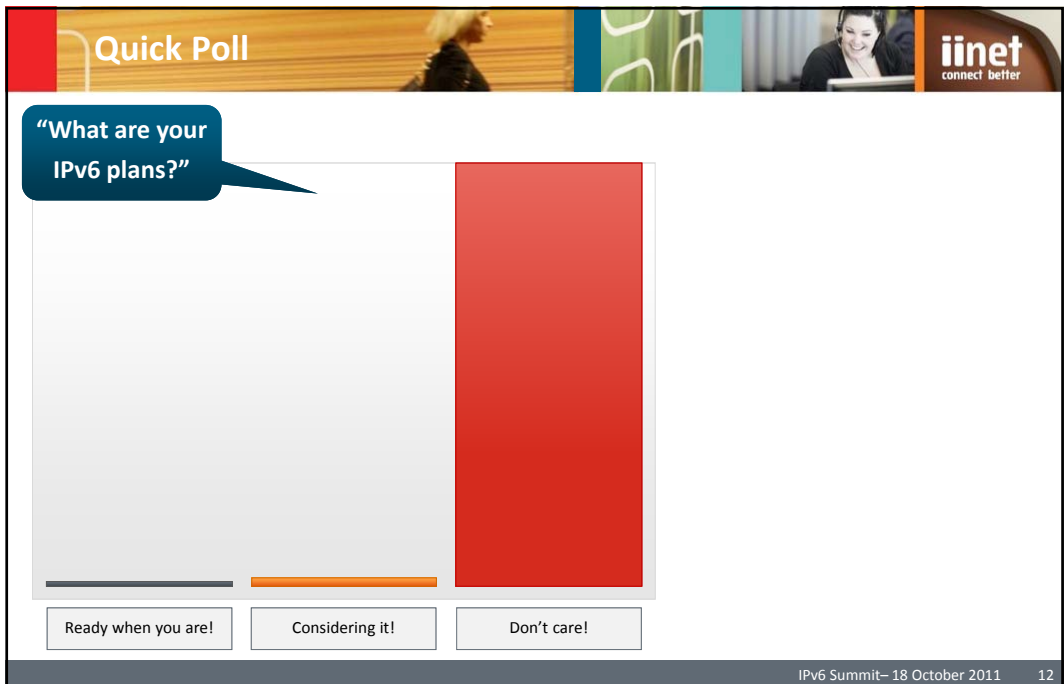 Quick Poll
iinet
connect better
“What are your
IPv6 plans?”
Ready when you are!
Considering it!
Don’t care!
IPv6 Summit– 18 October 2011 12